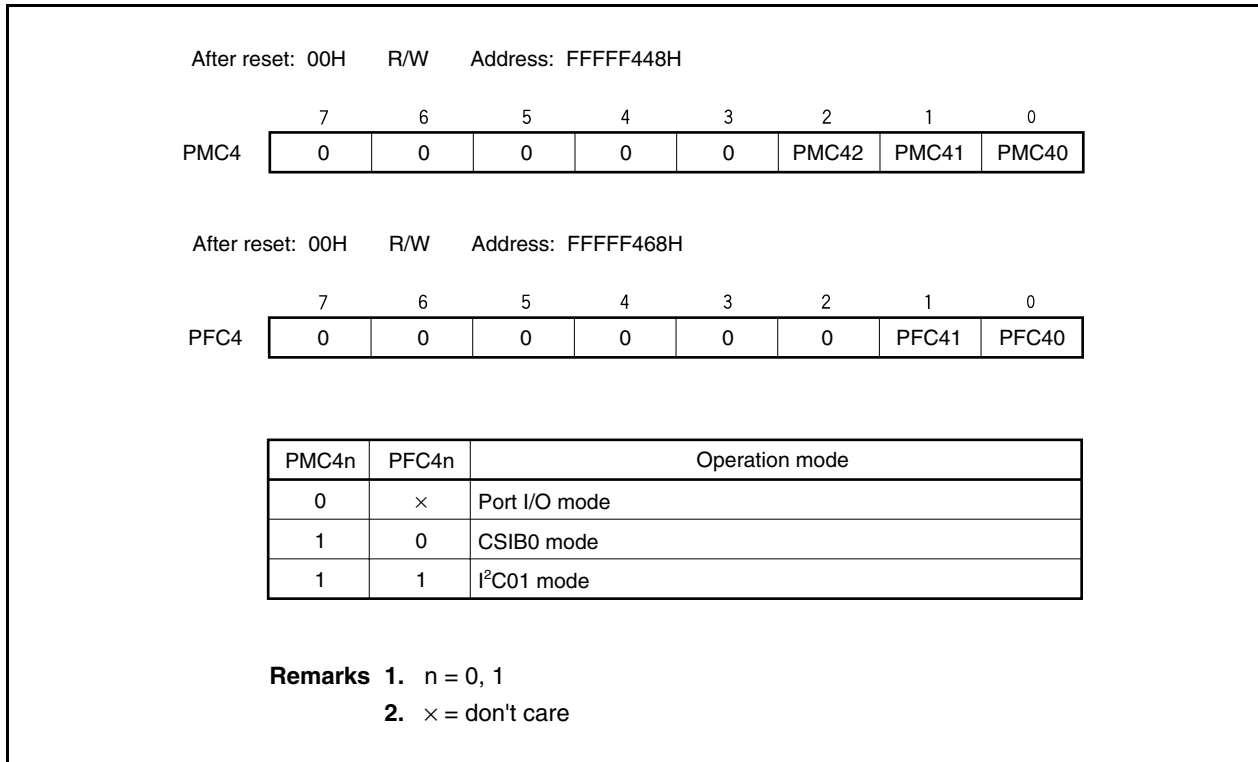 After reset: 00H R/W Address: FFFFF448H
7 6 5 4 3 2 1 0
PMC4 0 0 0 0 0 PMC42 PMC41 PMC40
After reset: 00H R/W Address: FFFFF468H
7 6 5 4 3 2 1 0
PFC4 0 0 0 0 0 0 PFC41 PFC40
PMC4n PFC4n Operation mode
0 × Port I/O mode
1 0 CSIB0 mode
1 1 I²C01 mode
Remarks 1. n = 0, 1
2. × = don't care